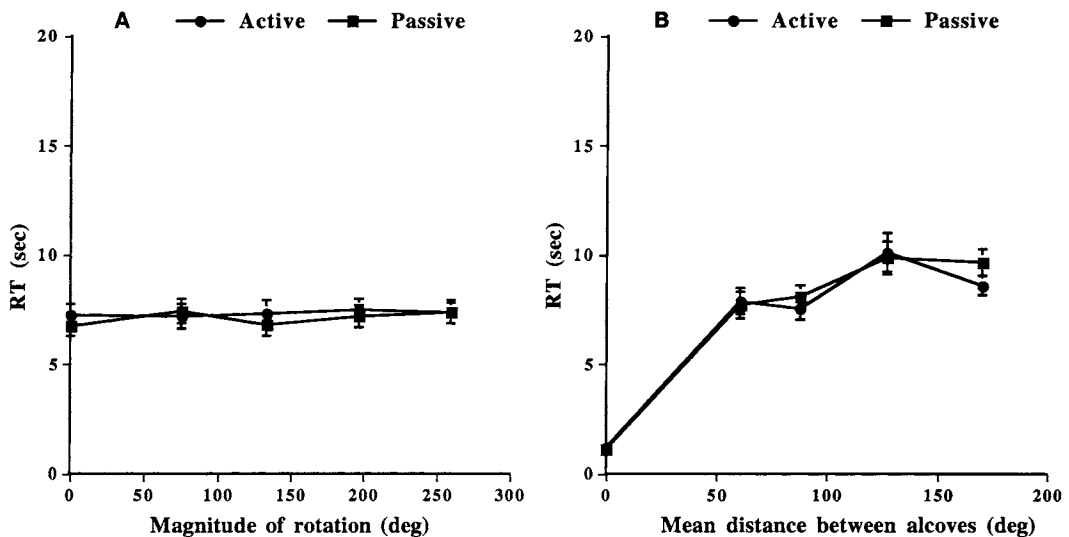 A Active Passive
20
15
10
5
0
RT (sec)
0 50 100 150 200 250 300
Magnitude of rotation (deg)
B Active Passive
20
15
10
5
0
RT (sec)
0 50 100 150 200
Mean distance between alcoves (deg)